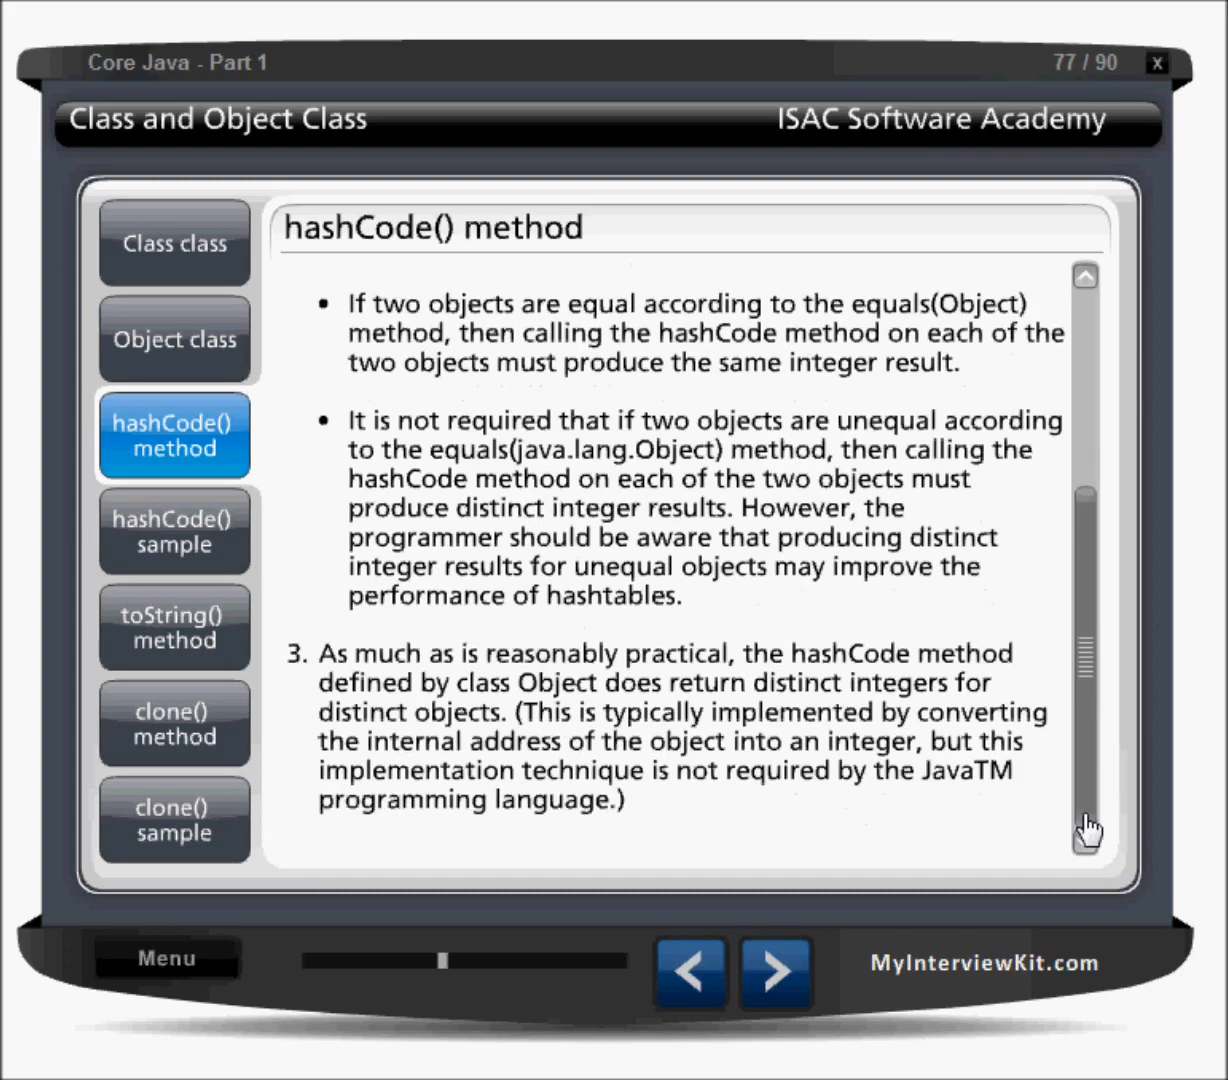 Core Java - Part 1
77 / 90
X
Class and Object Class
ISAC Software Academy
Class class
Object class
hashCode()
method
hashCode()
sample
toString()
method
clone()
method
clone()
sample
hashCode() method
• If two objects are equal according to the equals(Object)
method, then calling the hashCode method on each of the
two objects must produce the same integer result.
• It is not required that if two objects are unequal according
to the equals(java.lang.Object) method, then calling the
hashCode method on each of the two objects must
produce distinct integer results. However, the
programmer should be aware that producing distinct
integer results for unequal objects may improve the
performance of hashtables.
3. As much as is reasonably practical, the hashCode method
defined by class Object does return distinct integers for
distinct objects. (This is typically implemented by converting
the internal address of the object into an integer, but this
implementation technique is not required by the JavaTM
programming language.)
Menu
MyInterviewKit.com